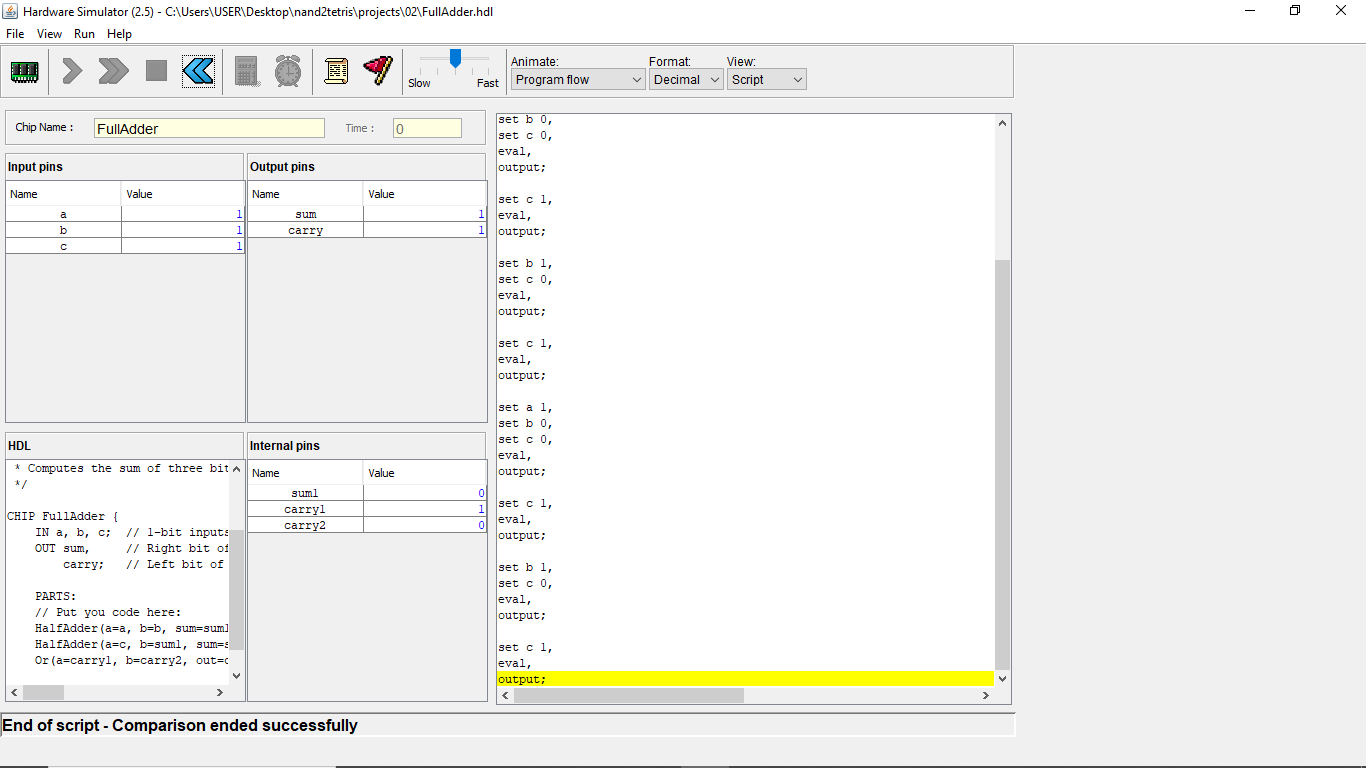 Hardware Simulator (2.5) - C:\Users\USER\Desktop\nand2tetris\projects\02\FullAdder.hdl
File View Run Help
Slow Fast
Animate: Format: View:
Program flow Decimal Script
Chip Name : FullAdder Time : 0
Input pins
Name Value
a 1
b 1
c 1
Output pins
Name Value
sum 1
carry 1
HDL
* Computes the sum of three bit
*/
CHIP FullAdder {
IN a, b, c; // 1-bit inputs
OUT sum, // Right bit of
carry; // Left bit of
PARTS:
// Put you code here:
HalfAdder(a=a, b=b, sum=sum1
HalfAdder(a=c, b=sum1, sum=s
Or(a=carry1, b=carry2, out=c
Internal pins
Name Value
sum1 0
carry1 1
carry2 0
set b 0,
set c 0,
eval,
output;
set c 1,
eval,
output;
set b 1,
set c 0,
eval,
output;
set c 1,
eval,
output;
set a 1,
set b 0,
set c 0,
eval,
output;
set c 1,
eval,
output;
set b 1,
set c 0,
eval,
output;
set c 1,
eval,
output;
End of script - Comparison ended successfully